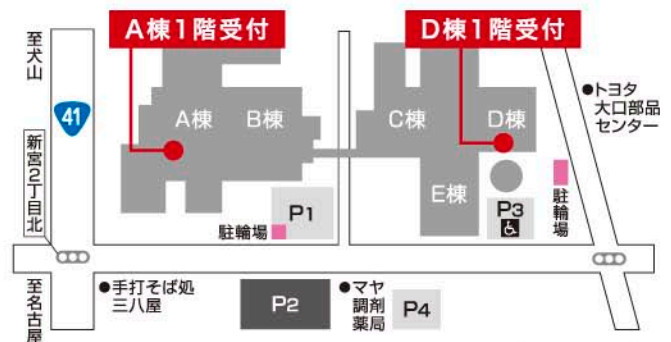 A棟1階受付
D棟1階受付
至犬山
41
新宮2丁目北
至名古屋
A棟
B棟
C棟
D棟
E棟
トヨタ
大口部品
センター
P1
駐輪場
P3
駐輪場
●手打そば処
三八屋
P2
●マヤ
調剤
薬局
P4